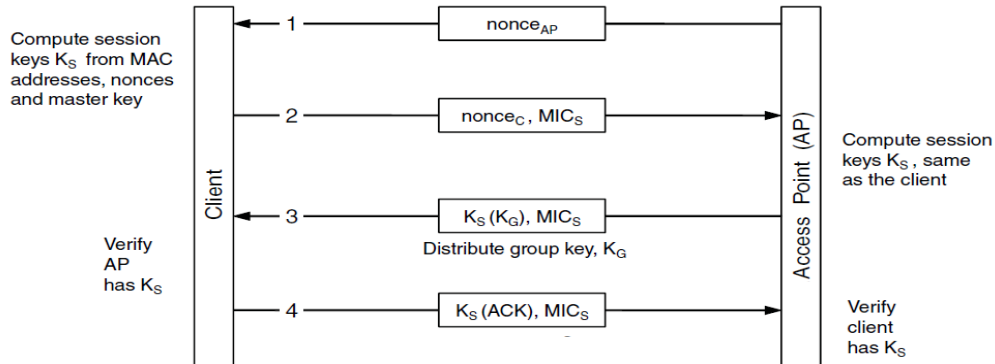 1
nonceAP
Compute session
keys KS from MAC
addresses, nonces
and master key
2
nonceC, MICS
Client
Access Point (AP)
Compute session
keys KS, same
as the client
3
KS (KG), MICS
Distribute group key, KG
Verify
AP
has KS
4
KS (ACK), MICS
Verify
client
has KS